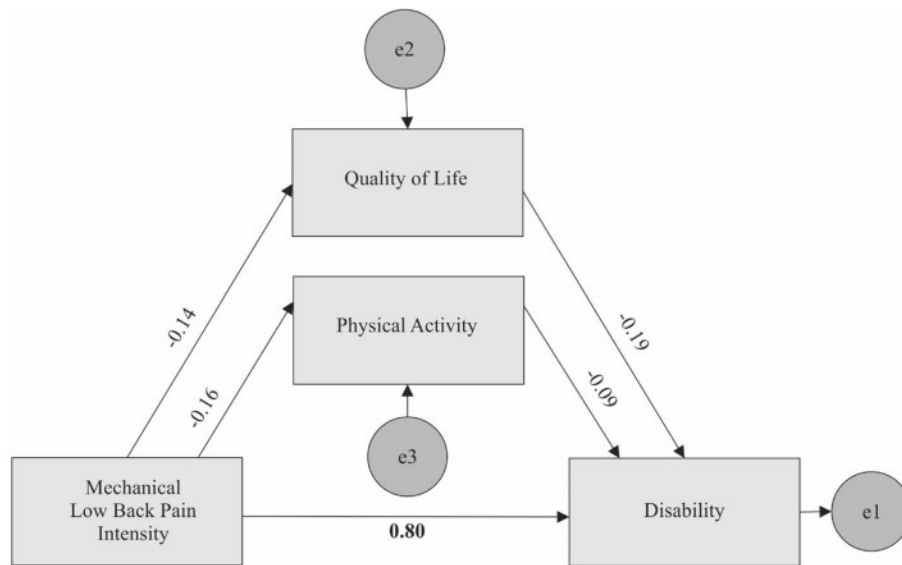 e2
Quality of Life
-0.14
-0.19
Physical Activity
-0.16
-0.09
e3
Mechanical
Low Back Pain
Intensity
0.80
Disability
e1